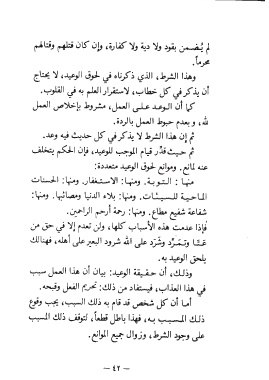 لم يُضمن بقود ولا دية ولا كفارة، وإن كان قتلهم وقتالهم
محرماً.
وهذا الشرط، الذي ذكرناه في لحوق الوعيد، لا يحتاج
أن يذكر في كل خطاب، لاستقرار العلم به في القلوب.
كما أن الوعد على العمل، مشروط بإخلاص العمل
لله، وبعدم حبوط العمل بالردة.
ثم إن هذا الشرط لا يذكر في كل حديث فيه وعد.
ثم حيث قدِّر قيام الموجب للوعيد، فإن الحكم يتخلف
عنه لمانع. وموانع لحوق الوعيد متعددة:
منها: التوبة. ومنها: الاستغفار. ومنها: الحسنات
الماحية للسيئات. ومنها: بلاء الدنيا ومصائبها. ومنها:
شفاعة شفيع مطاع. ومنها: رحمة أرحم الراحمين.
فإذا عدمت هذه الأسباب كلها، ولن تعدم إلا في حق من
عَتَا وتمرَّد وشَرَد على الله شرود البعير على أهله، فهنالك
يلحق الوعيد به.
وذلك، أن حقيقة الوعيد: بيان أن هذا العمل سبب
في هذا العذاب، فيستفاد من ذلك: تحريم الفعل وقبحه.
أما أن كل شخص قد قام به ذلك السبب، يجب وقوع
ذلك المسبب به، فهذا باطل قطعاً، لتوقف ذلك المسبب
على وجود الشرط، وزوال جميع الموانع.
— ٤٢ —